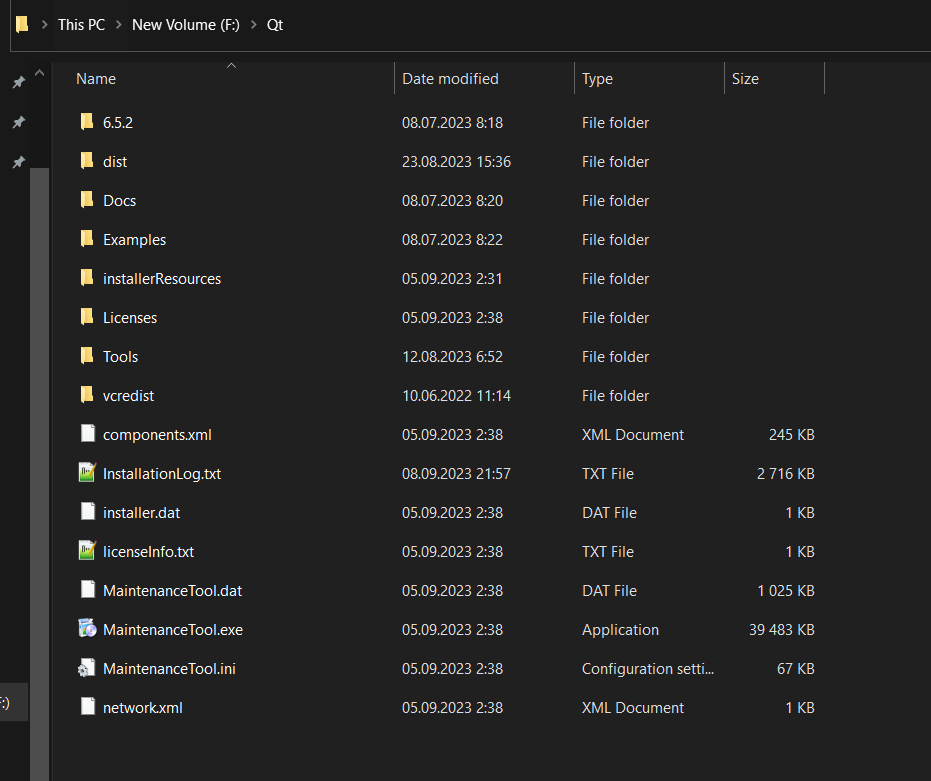 This PC > New Volume (F:) > Qt
Name Date modified Type Size
6.5.2 08.07.2023 8:18 File folder
dist 23.08.2023 15:36 File folder
Docs 08.07.2023 8:20 File folder
Examples 08.07.2023 8:22 File folder
installerResources 05.09.2023 2:31 File folder
Licenses 05.09.2023 2:38 File folder
Tools 12.08.2023 6:52 File folder
vcredist 10.06.2022 11:14 File folder
components.xml 05.09.2023 2:38 XML Document 245 KB
InstallationLog.txt 08.09.2023 21:57 TXT File 2 716 KB
installer.dat 05.09.2023 2:38 DAT File 1 KB
licenseInfo.txt 05.09.2023 2:38 TXT File 1 KB
MaintenanceTool.dat 05.09.2023 2:38 DAT File 1 025 KB
MaintenanceTool.exe 05.09.2023 2:38 Application 39 483 KB
MaintenanceTool.ini 05.09.2023 2:38 Configuration setti... 67 KB
:)
network.xml 05.09.2023 2:38 XML Document 1 KB